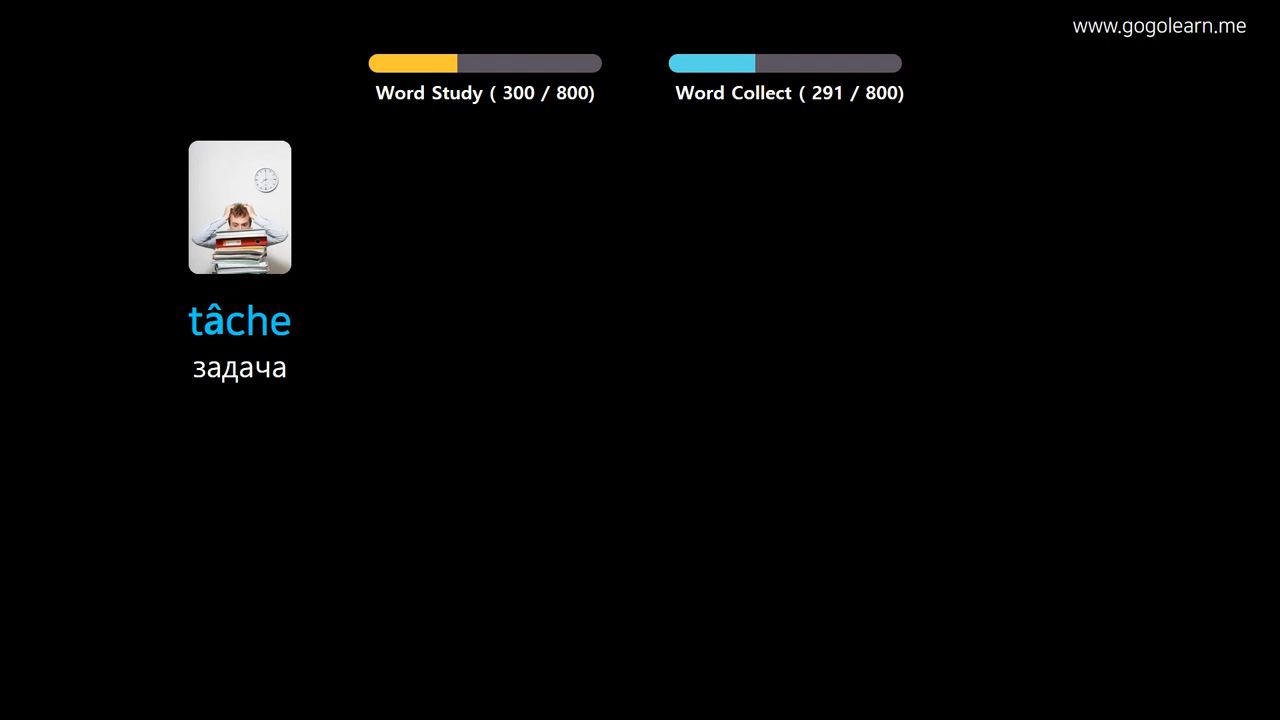 www.gogolearn.me
Word Study ( 300 / 800)
Word Collect ( 291 / 800)
tâche
задача